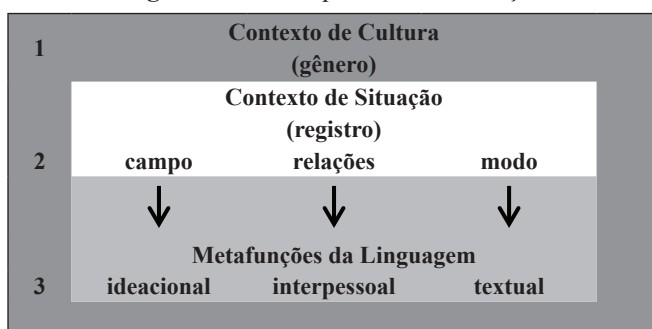 Contexto de Cultura
1
(gênero)
Contexto de Situação
(registro)
2 campo relações modo
Metafunções da Linguagem
3 ideacional interpessoal textual